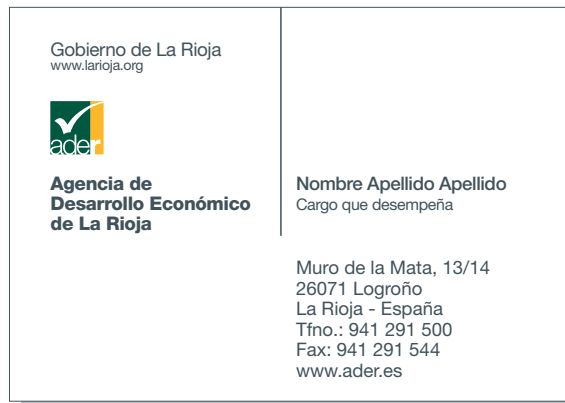 Gobierno de La Rioja
www.larioja.org
ader
Agencia de
Desarrollo Económico
de La Rioja
Nombre Apellido Apellido
Cargo que desempeña
Muro de la Mata, 13/14
26071 Logroño
La Rioja - España
Tfno.: 941 291 500
Fax: 941 291 544
www.ader.es